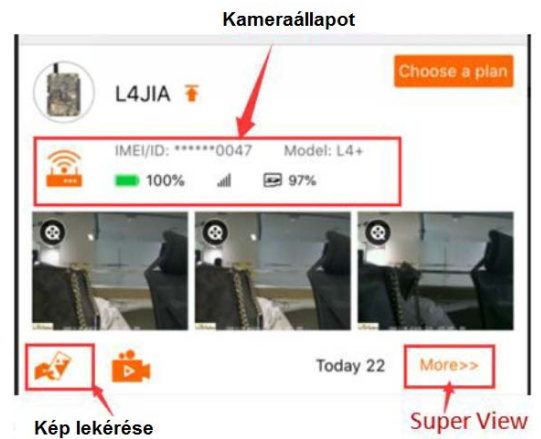 Kameraállapot
Choose a plan
L4JIA
IMEI/ID: ******0047 Model: L4+
100% 97%
Today 22 More>>
Kép lekérése
Super View